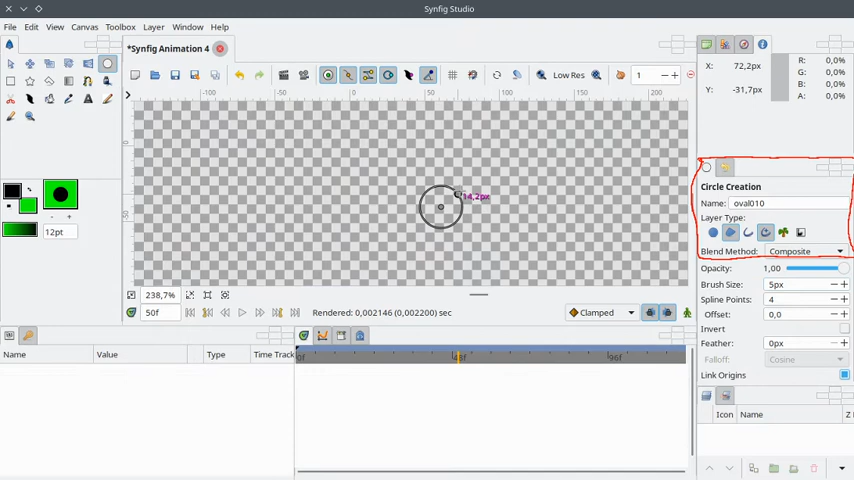 Synfig Studio
File Edit View Canvas Toolbox Layer Window Help
*Synfig Animation 4
Low Res
1
X: 72,2px
Y: -31,7px
R: 0,0%
G: 0,0%
B: 0,0%
A: 0,0%
-100 -50 0 50 100 150 200
0
-50
14,2px
12pt
Circle Creation
Name: oval010
Layer Type:
Blend Method: Composite
Opacity: 1,00
Brush Size: 5px
Spline Points: 4
Offset: 0,0
Invert
Feather: 0px
Falloff: Cosine
Link Origins
238,7%
50f
Rendered: 0,002146 (0,002200) sec
Clamped
Name Value Type Time Track
0f 48f 96f
Icon Name Z